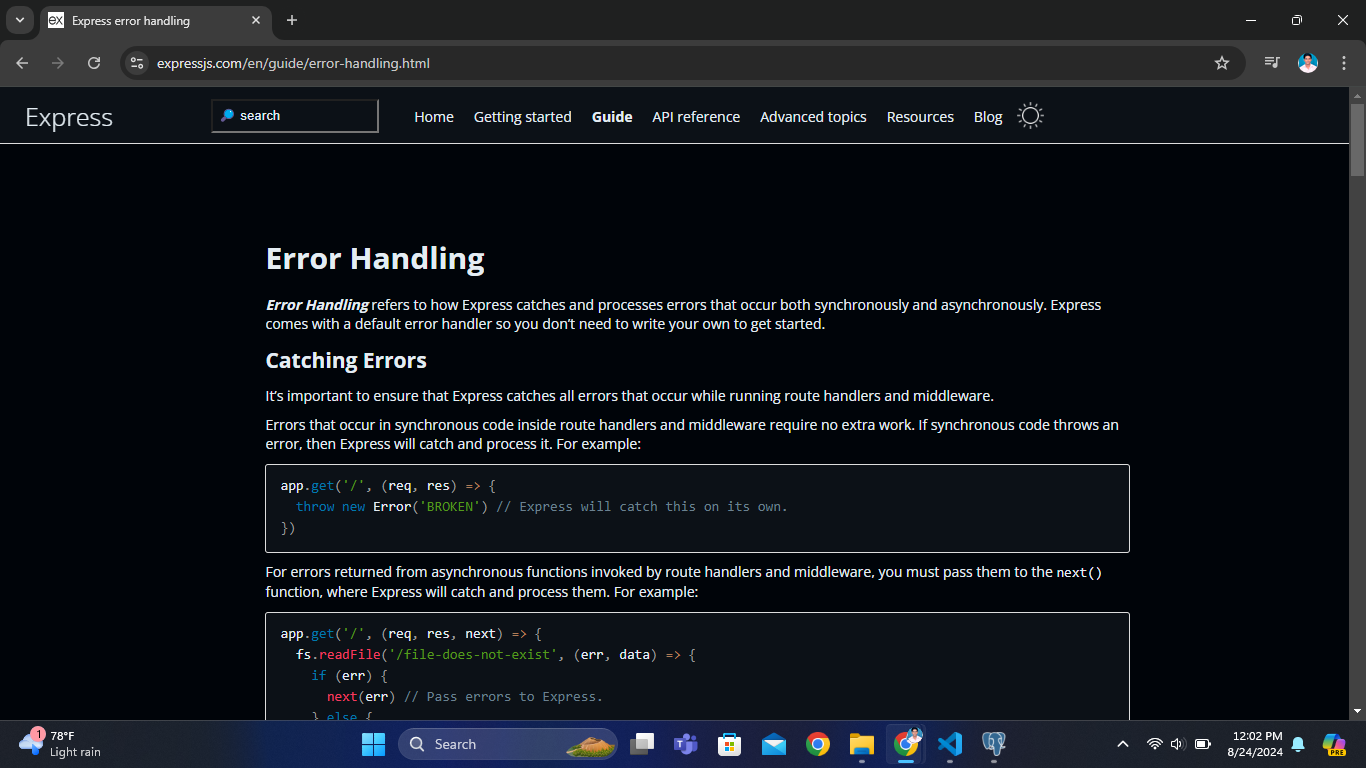 ex Express error handling
expressjs.com/en/guide/error-handling.html
Express
search
Home Getting started Guide API reference Advanced topics Resources Blog
Error Handling
Error Handling refers to how Express catches and processes errors that occur both synchronously and asynchronously. Express
comes with a default error handler so you don’t need to write your own to get started.
Catching Errors
It’s important to ensure that Express catches all errors that occur while running route handlers and middleware.
Errors that occur in synchronous code inside route handlers and middleware require no extra work. If synchronous code throws an
error, then Express will catch and process it. For example:
app.get('/', (req, res) => {
  throw new Error('BROKEN') // Express will catch this on its own.
})
For errors returned from asynchronous functions invoked by route handlers and middleware, you must pass them to the next()
function, where Express will catch and process them. For example:
app.get('/', (req, res, next) => {
  fs.readFile('/file-does-not-exist', (err, data) => {
    if (err) {
      next(err) // Pass errors to Express.
    } else {
1
78°F
Light rain
Search
12:02 PM
8/24/2024
PRE